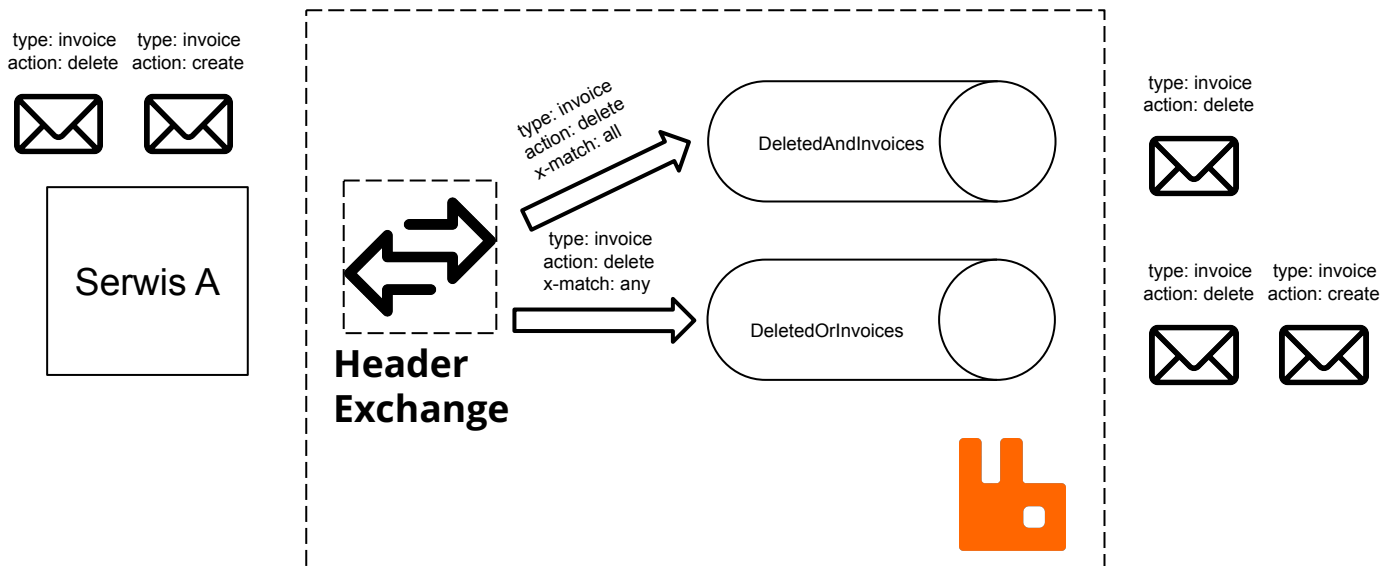 type: invoice
action: delete
type: invoice
action: create
Serwis A
Header
Exchange
type: invoice
action: delete
x-match: all
type: invoice
action: delete
x-match: any
DeletedAndInvoices
DeletedOrInvoices
type: invoice
action: delete
type: invoice
action: delete
type: invoice
action: create